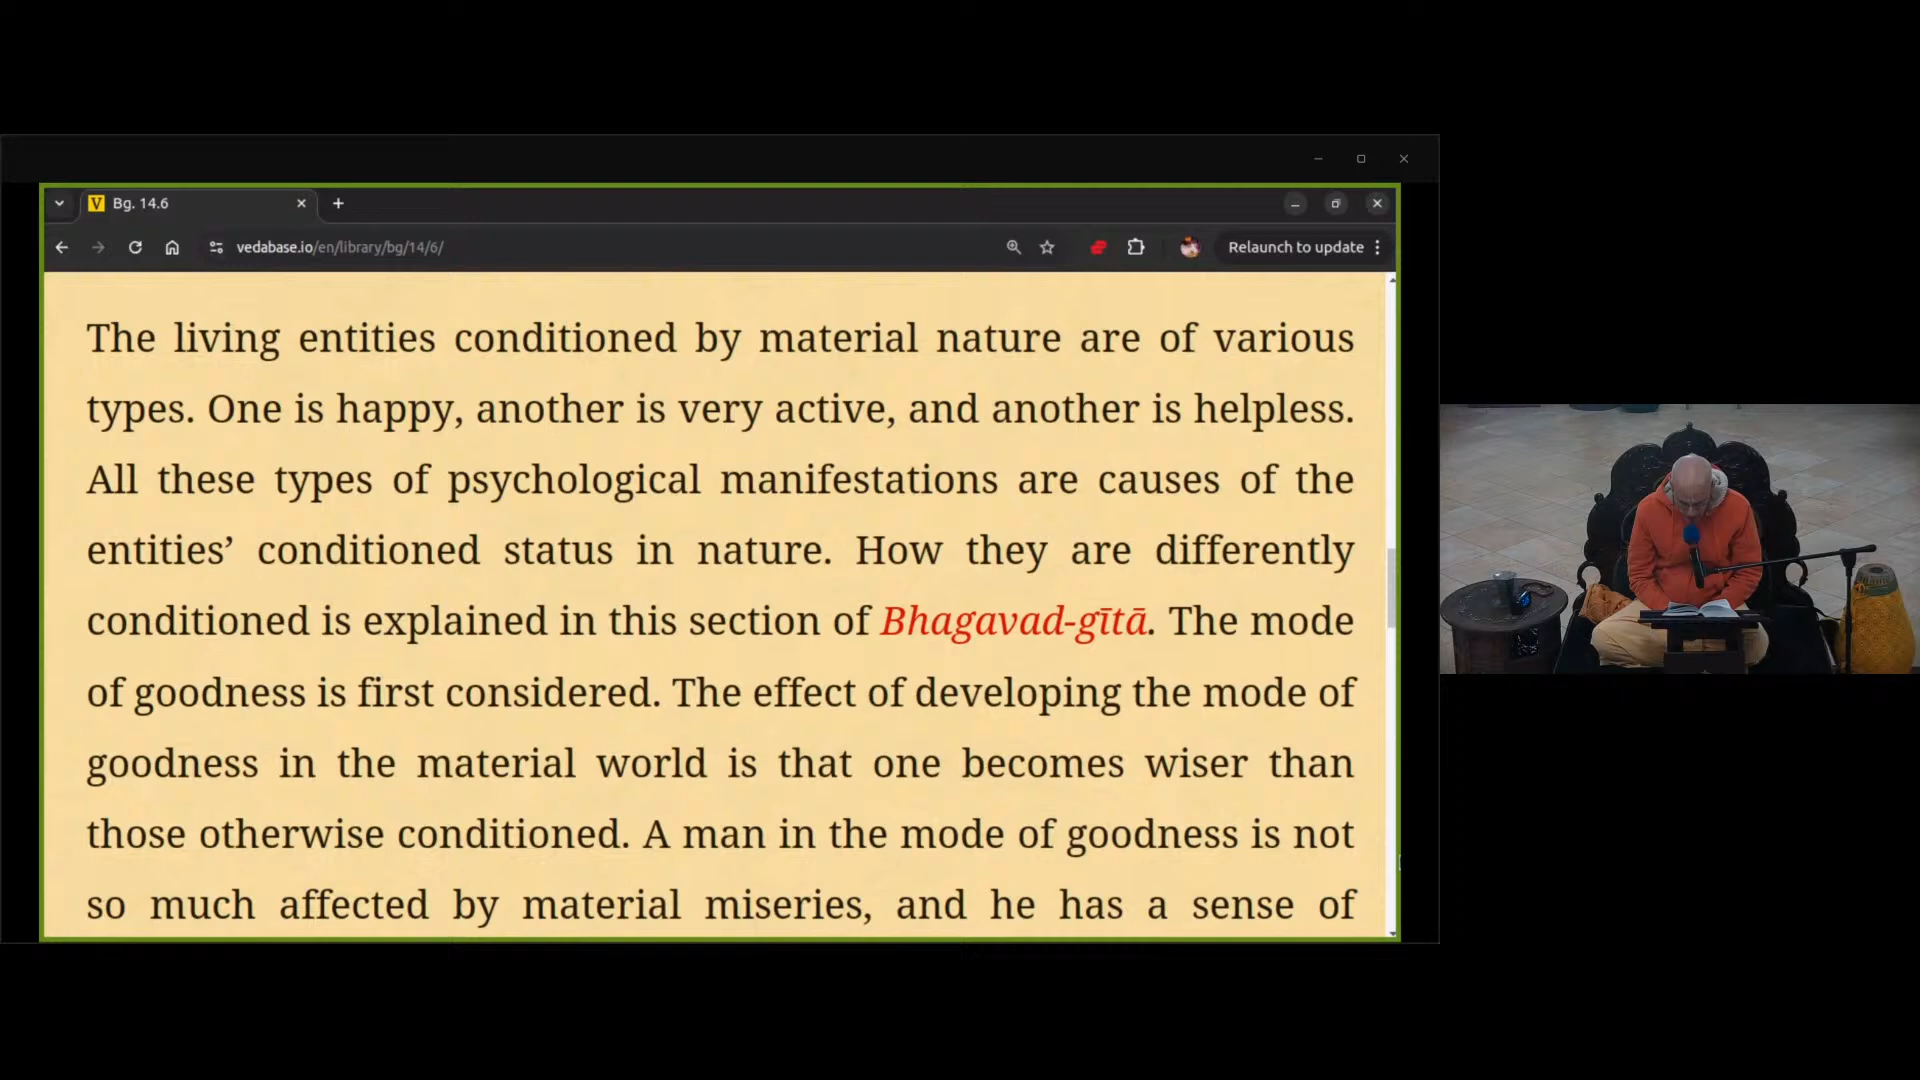 Bg. 14.6
vedabase.io/en/library/bg/14/6/
Relaunch to update
The living entities conditioned by material nature are of various
types. One is happy, another is very active, and another is helpless.
All these types of psychological manifestations are causes of the
entities’ conditioned status in nature. How they are differently
conditioned is explained in this section of Bhagavad-gītā. The mode
of goodness is first considered. The effect of developing the mode of
goodness in the material world is that one becomes wiser than
those otherwise conditioned. A man in the mode of goodness is not
so much affected by material miseries, and he has a sense of